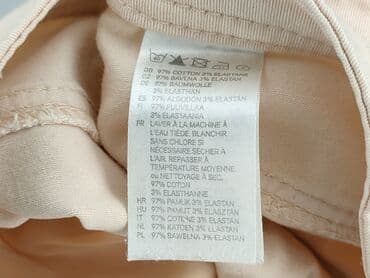 GB 97% COTTON 3% ELASTANE
CZ 97% BAVLNA 3% ELASTAN
DE 97% BAUMWOLLE
3% ELASTHAN
ES 97% ALGODÓN 3% ELASTÁN
FI 97% PUUVILLAA
3% ELASTAANIA
FR LAVER À LA MACHINE À
L'EAU TIÈDE. BLANCHIR
SANS CHLORE SI
NÉCESSAIRE.SÉCHER À
L'AIR. REPASSER À
TEMPÉRATURE MOYENNE.
OU NETTOYAGE À SEC.
97% COTON
3% ELASTHANNE
HR 97% PAMUK 3% ELASTAN
HU 97% PAMUT 3% ELASZTÁN
IT 97% COTONE 3% ELASTAN
NL 97% KATOEN 3% ELASTAN
PL 97% BAWEŁNA 3% ELASTAN